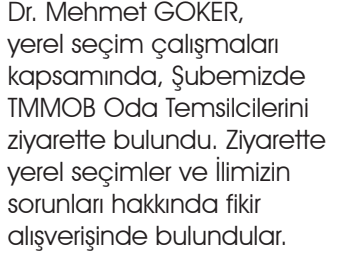 Dr. Mehmet GÖKER,
yerel seçim çalışmaları
kapsamında, Şubemizde
TMMOB Oda Temsilcilerini
ziyarette bulundu. Ziyarette
yerel seçimler ve İlimizin
sorunları hakkında fikir
alışverişinde bulundular.